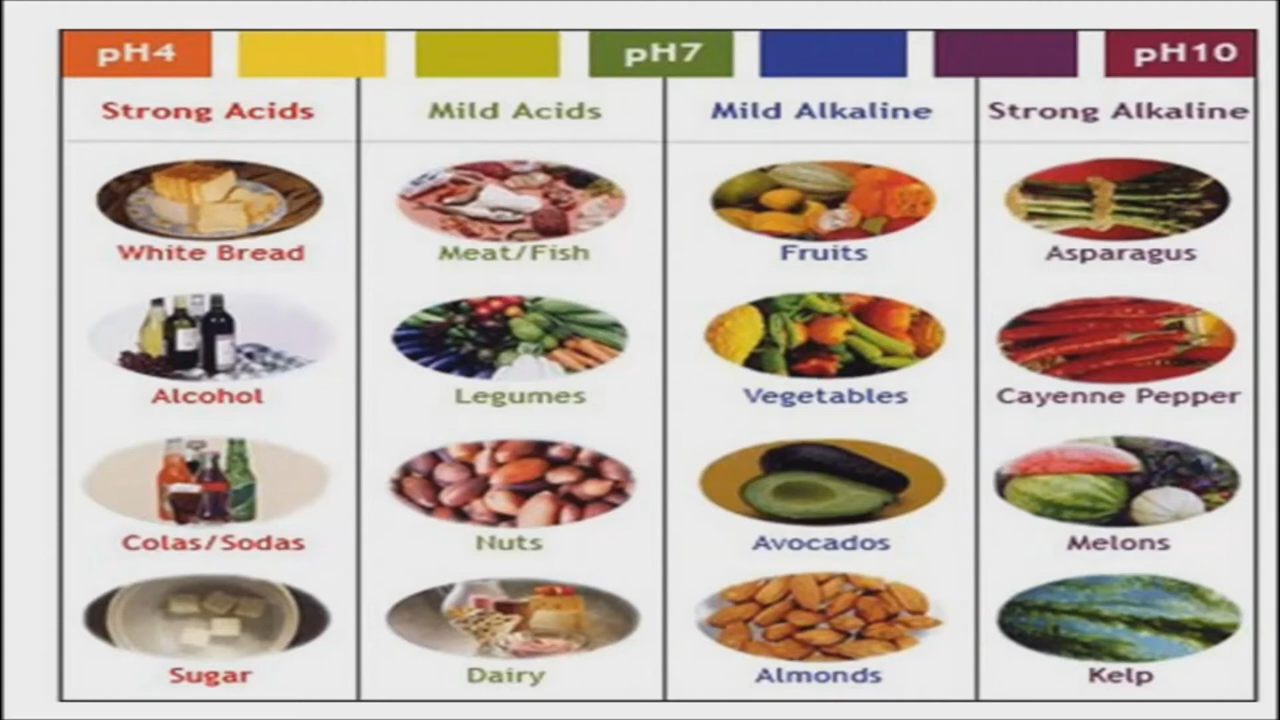 pH4 pH7 pH10
Strong Acids Mild Acids Mild Alkaline Strong Alkaline
White Bread Meat/Fish Fruits Asparagus
Alcohol Legumes Vegetables Cayenne Pepper
Colas/Sodas Nuts Avocados Melons
Sugar Dairy Almonds Kelp